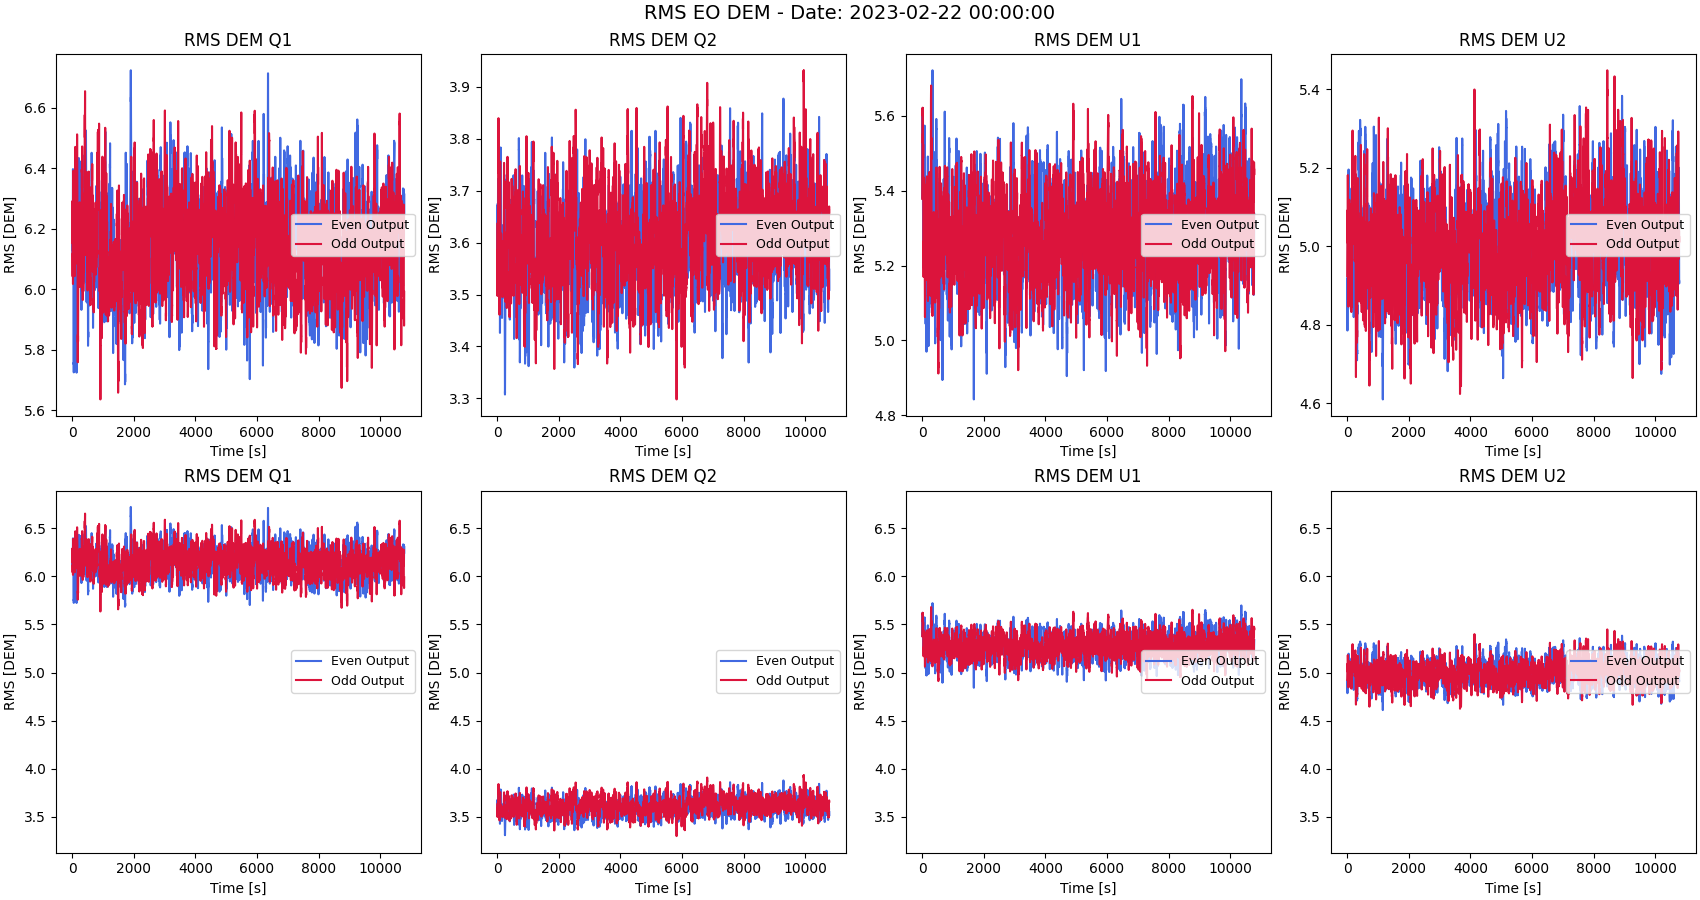 RMS EO DEM - Date: 2023-02-22 00:00:00
RMS DEM Q1
RMS [DEM]
6.6
6.4
6.2
6.0
5.8
5.6
Even Output
Odd Output
0 2000 4000 6000 8000 10000
Time [s]
RMS DEM Q2
RMS [DEM]
3.9
3.8
3.7
3.6
3.5
3.4
3.3
Even Output
Odd Output
0 2000 4000 6000 8000 10000
Time [s]
RMS DEM U1
RMS [DEM]
5.6
5.4
5.2
5.0
4.8
Even Output
Odd Output
0 2000 4000 6000 8000 10000
Time [s]
RMS DEM U2
RMS [DEM]
5.4
5.2
5.0
4.8
4.6
Even Output
Odd Output
0 2000 4000 6000 8000 10000
Time [s]
RMS DEM Q1
RMS [DEM]
6.5
6.0
5.5
5.0
4.5
4.0
3.5
Even Output
Odd Output
0 2000 4000 6000 8000 10000
Time [s]
RMS DEM Q2
RMS [DEM]
6.5
6.0
5.5
5.0
4.5
4.0
3.5
Even Output
Odd Output
0 2000 4000 6000 8000 10000
Time [s]
RMS DEM U1
RMS [DEM]
6.5
6.0
5.5
5.0
4.5
4.0
3.5
Even Output
Odd Output
0 2000 4000 6000 8000 10000
Time [s]
RMS DEM U2
RMS [DEM]
6.5
6.0
5.5
5.0
4.5
4.0
3.5
Even Output
Odd Output
0 2000 4000 6000 8000 10000
Time [s]